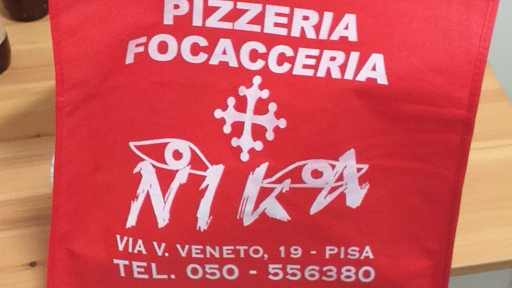 PIZZERIA
FOCACCERIA
NIKA
VIA V. VENETO, 19 - PISA
TEL. 050 - 556380